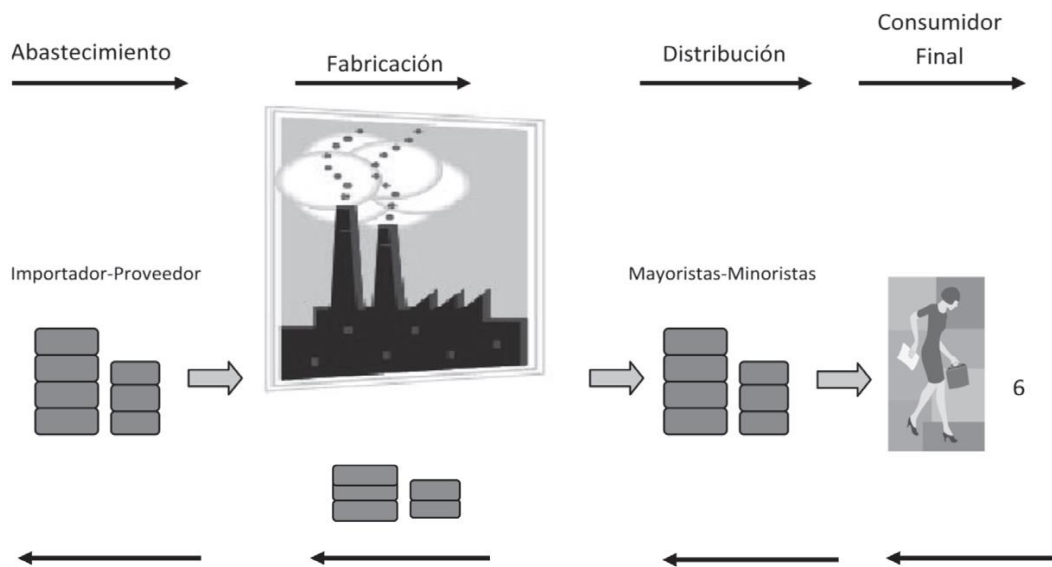 Abastecimiento
Fabricación
Distribución
Consumidor
Final
Importador-Proveedor
Mayoristas-Minoristas
6